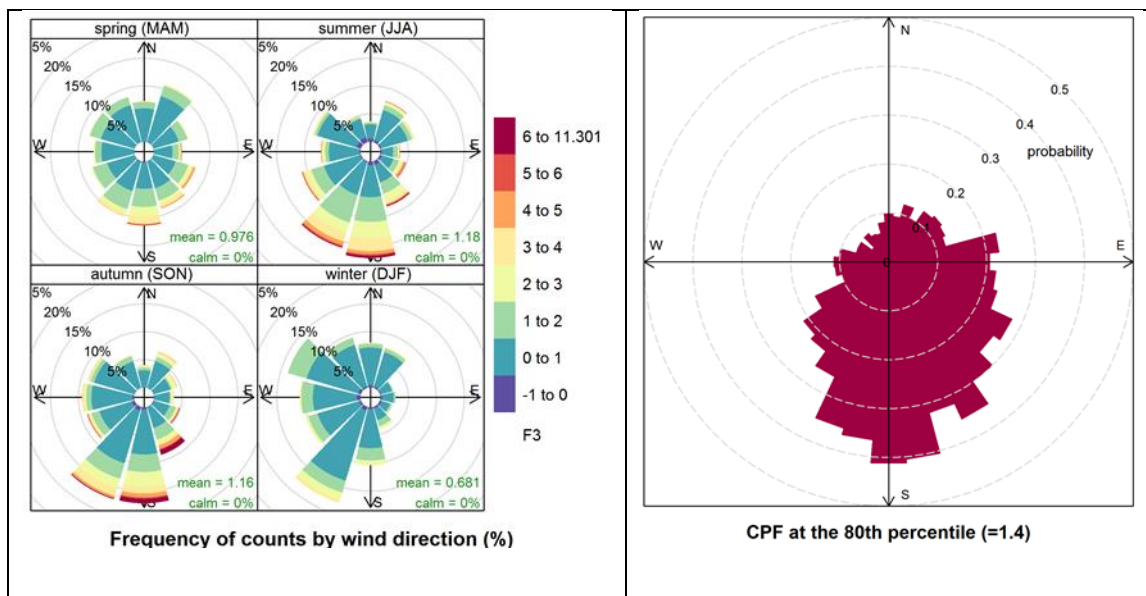 spring (MAM)
summer (JJA)
5%
20%
15%
10%
5%
N
W
E
mean = 0.976
calm = 0%
5%
20%
15%
10%
5%
N
W
E
S
mean = 1.18
calm = 0%
autumn (SON)
winter (DJF)
5%
20%
15%
10%
5%
N
W
E
S
mean = 1.16
calm = 0%
5%
20%
15%
10%
5%
N
W
E
S
mean = 0.681
calm = 0%
6 to 11.301
5 to 6
4 to 5
3 to 4
2 to 3
1 to 2
0 to 1
-1 to 0
F3
Frequency of counts by wind direction (%)
N
0.5
0.4
probability
0.3
0.2
0.1
0
W
E
S
CPF at the 80th percentile (=1.4)